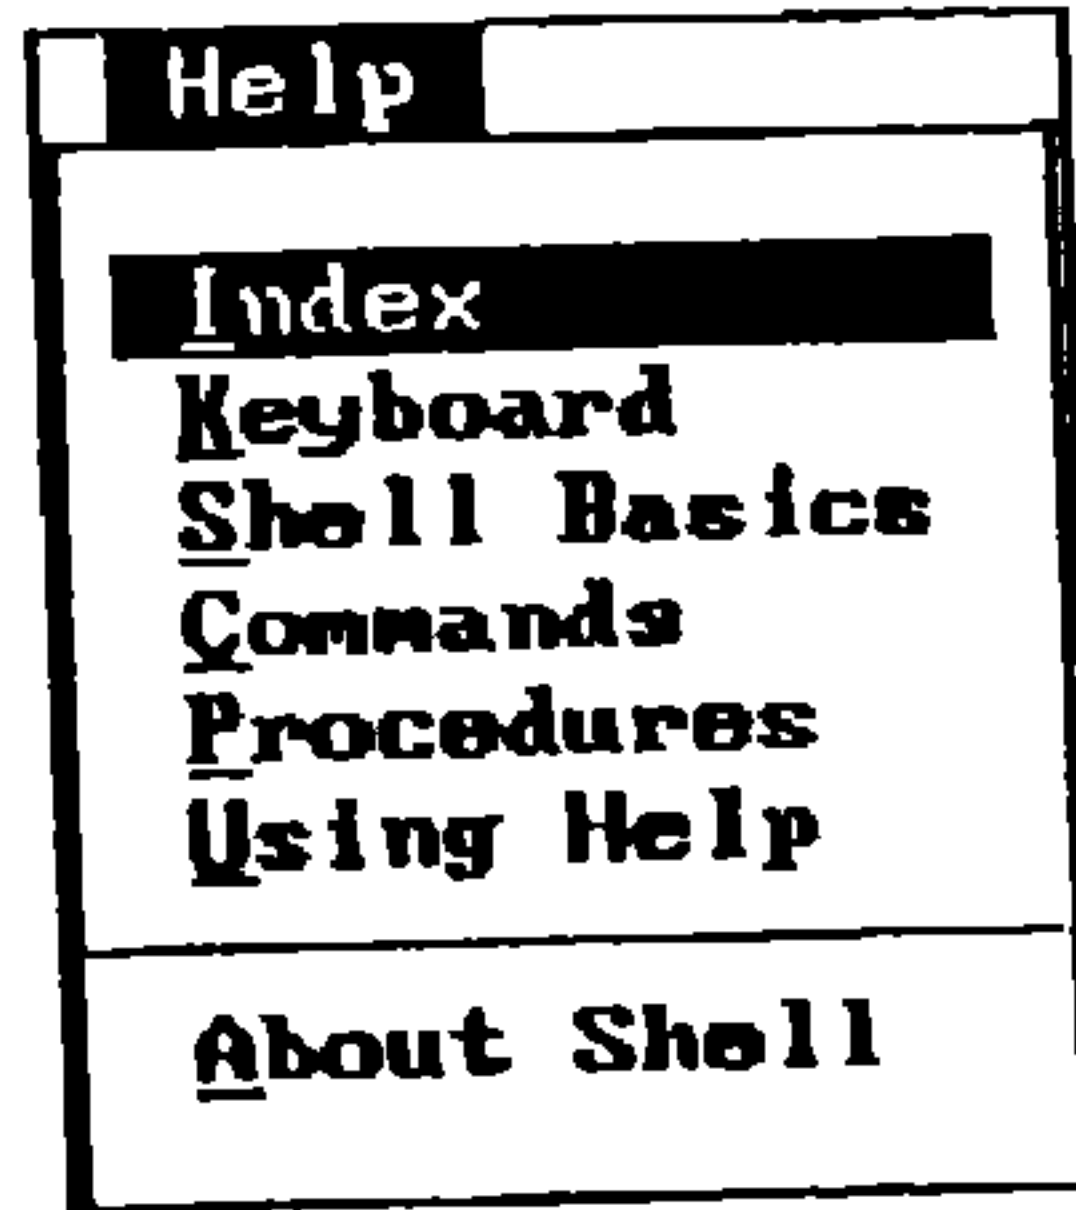 Help
Index
Keyboard
Shell Basics
Commands
Procedures
Using Help
About Shell